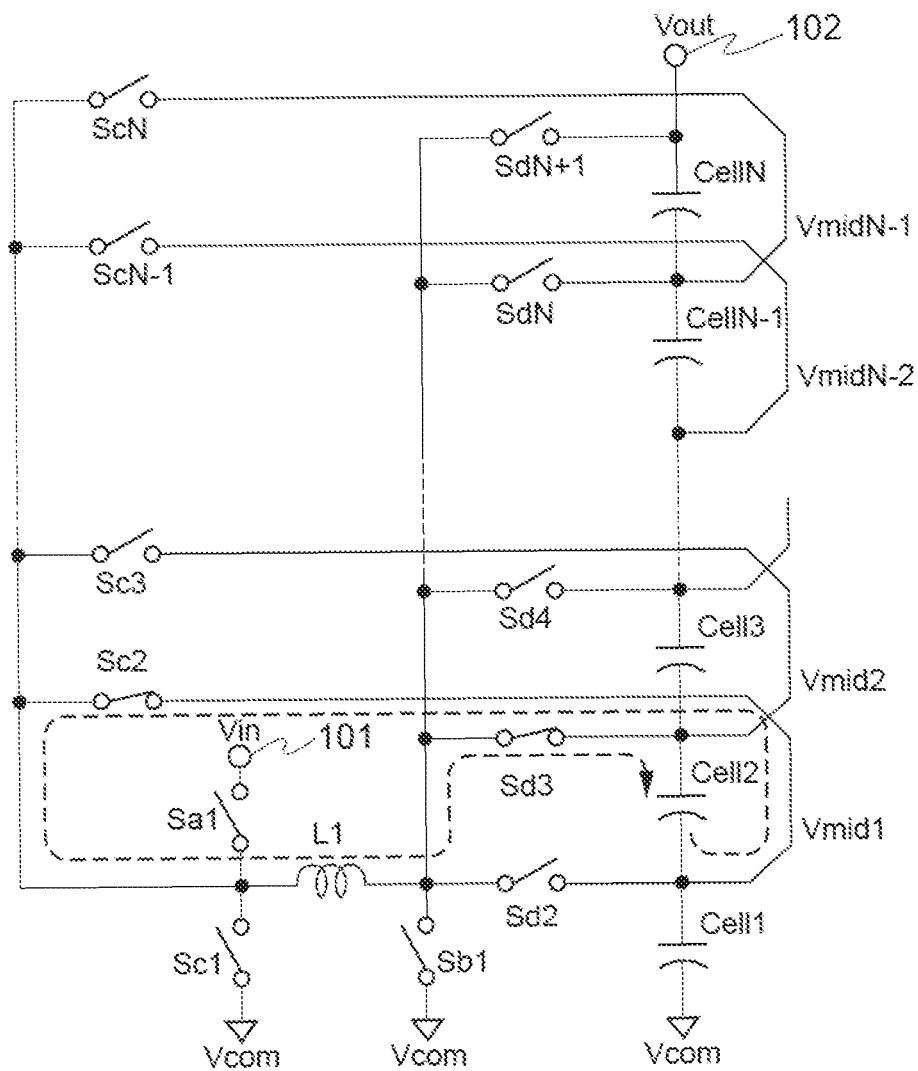 Vout
102
ScN
SdN+1
CellN
VmidN-1
ScN-1
SdN
CellN-1
VmidN-2
Sc3
Sd4
Cell3
Sc2
Vmid2
Vin
101
Sd3
Cell2
Sa1
L1
Vmid1
Sd2
Cell1
Sc1
Sb1
Vcom
Vcom
Vcom